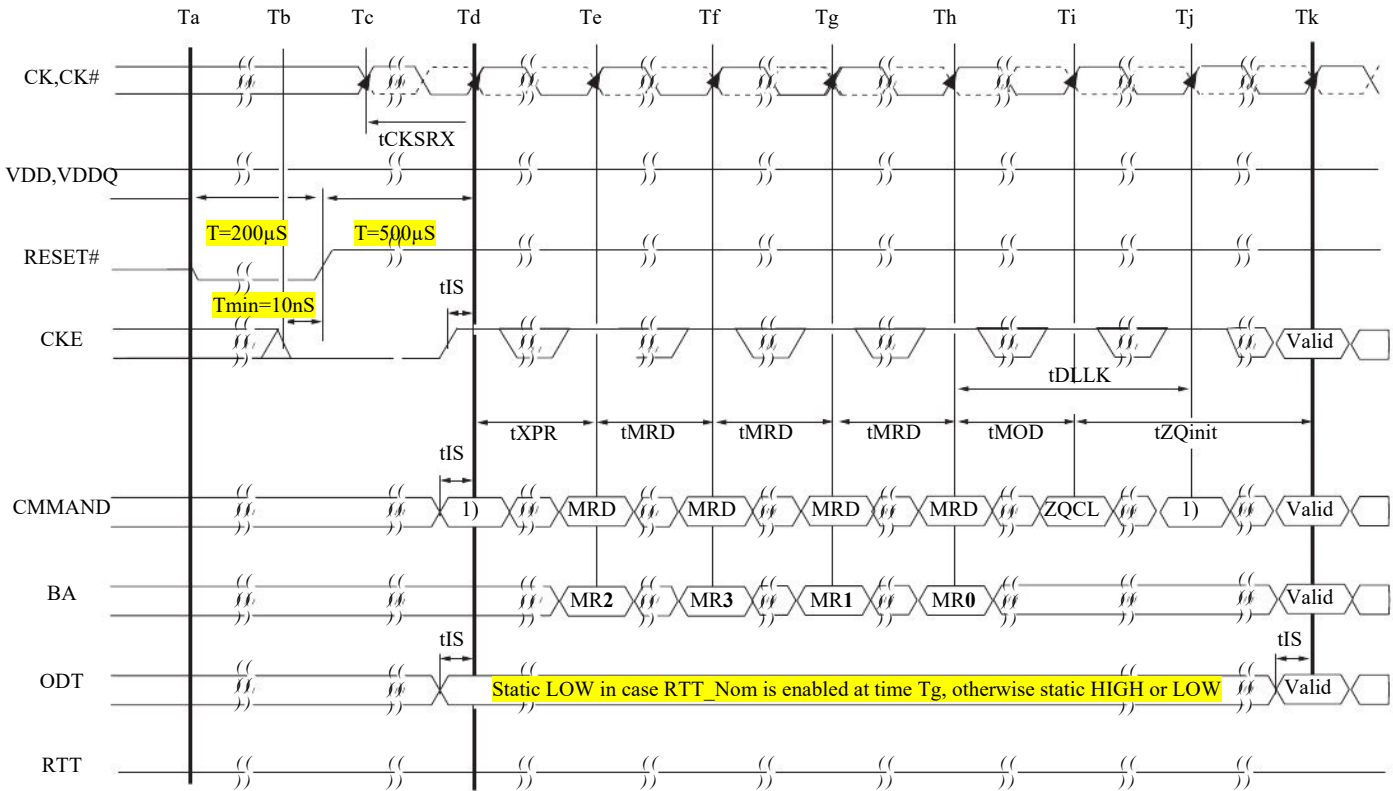 Ta Tb Tc Td Te Tf Tg Th Ti Tj Tk
CK,CK#
tCKSRX
VDD,VDDQ
T=200µS T=500µS
RESET#
Tmin=10nS tIS
CKE Valid
tDLLK
tXPR tMRD tMRD tMRD tMOD tZQinit
tIS
CMMAND 1) MRD MRD MRD MRD ZQCL 1) Valid
BA MR2 MR3 MR1 MR0 Valid
tIS tIS
ODT Static LOW in case RTT_Nom is enabled at time Tg, otherwise static HIGH or LOW Valid
RTT